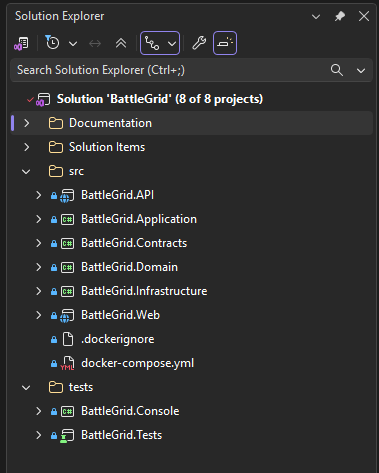 Solution Explorer
Search Solution Explorer (Ctrl+;)
Solution 'BattleGrid' (8 of 8 projects)
Documentation
Solution Items
src
BattleGrid.API
C# BattleGrid.Application
C# BattleGrid.Contracts
C# BattleGrid.Domain
C# BattleGrid.Infrastructure
BattleGrid.Web
.dockerignore
YML docker-compose.yml
tests
C# BattleGrid.Console
BattleGrid.Tests